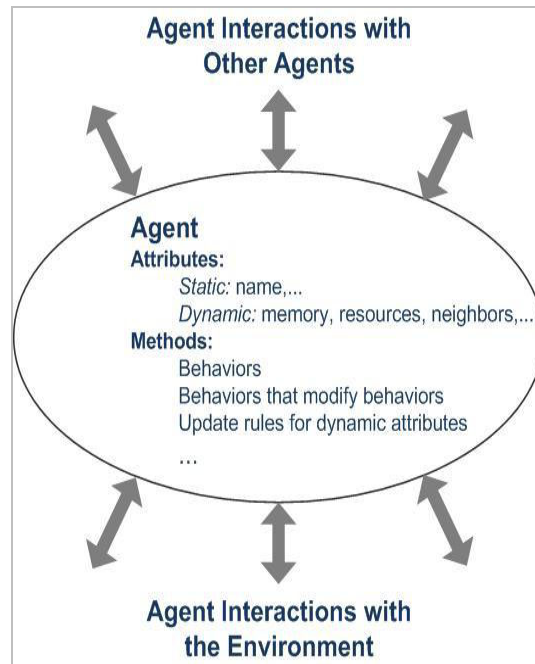 Agent Interactions with
Other Agents
Agent
Attributes:
Static: name,...
Dynamic: memory, resources, neighbors,...
Methods:
Behaviors
Behaviors that modify behaviors
Update rules for dynamic attributes
...
Agent Interactions with
the Environment